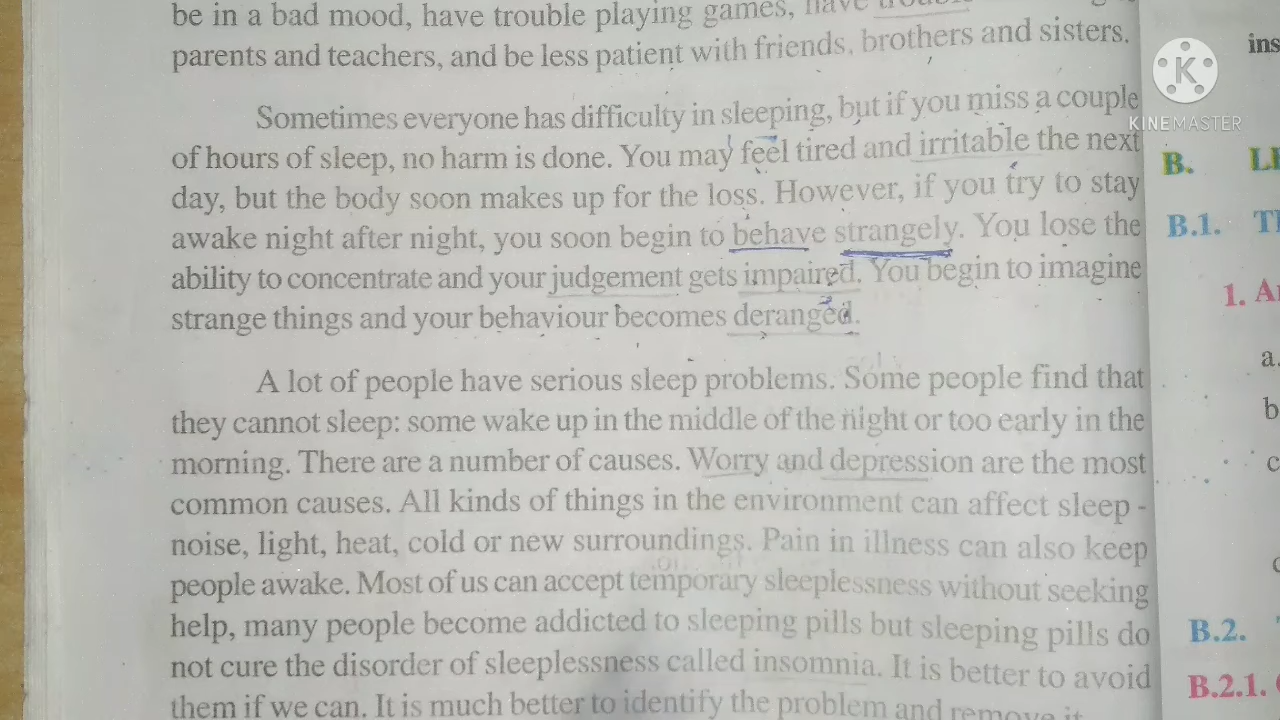 be in a bad mood, have trouble playing games, have
parents and teachers, and be less patient with friends, brothers and sisters.
Sometimes everyone has difficulty in sleeping, but if you miss a couple
of hours of sleep, no harm is done. You may feel tired and irritable the next
day, but the body soon makes up for the loss. However, if you try to stay
awake night after night, you soon begin to behave strangely. You lose the
ability to concentrate and your judgement gets impaired. You begin to imagine
strange things and your behaviour becomes deranged.
A lot of people have serious sleep problems. Some people find that
they cannot sleep: some wake up in the middle of the night or too early in the
morning. There are a number of causes. Worry and depression are the most
common causes. All kinds of things in the environment can affect sleep -
noise, light, heat, cold or new surroundings. Pain in illness can also keep
people awake. Most of us can accept temporary sleeplessness without seeking
help, many people become addicted to sleeping pills but sleeping pills do
not cure the disorder of sleeplessness called insomnia. It is better to avoid
them if we can. It is much better to identify the problem and remove it.
K
KINEMASTER
ins
B.
B.1.
1.
a.
b
c
B.2.
B.2.1.